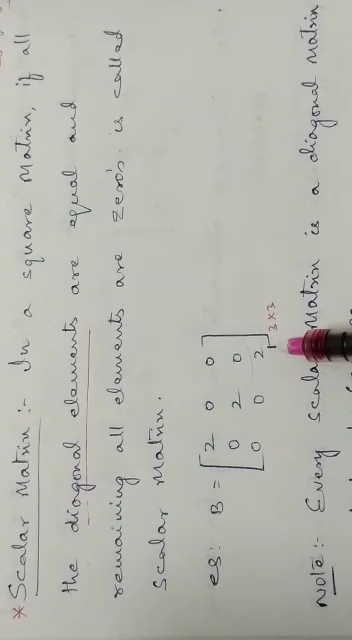 * Scalar Matrix :- In a square Matrix, if all
the diagonal elements are equal and
remaining all elements are zero's. is called
Scalar Matrix.
eg: B = [2 0 0
0 2 0
0 0 2] 3×3
Note :- Every Scalar Matrix is a diagonal matrix